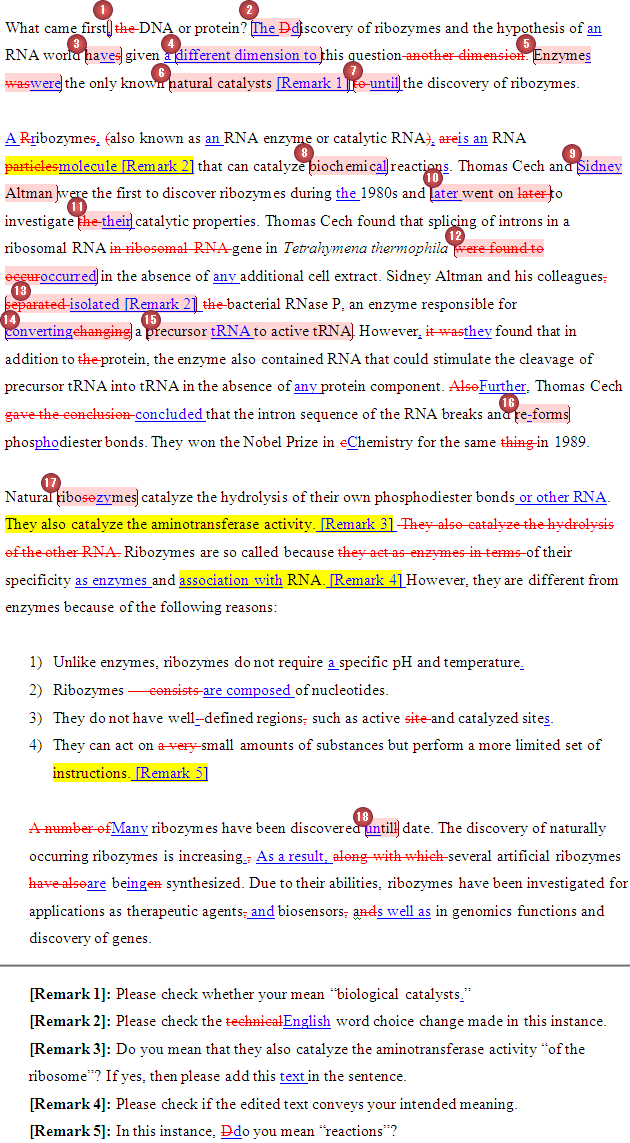 What came first, the DNA or protein? The Ddiscovery of ribozymes and the hypothesis of an
RNA world haves given a different dimension to this question another dimension. Enzymes
waswere the only known natural catalysts [Remark 1] to until the discovery of ribozymes.
A Rribozymes, (also known as an RNA enzyme or catalytic RNA), areis an RNA
particlesmolecule [Remark 2] that can catalyze biochemical reactions. Thomas Cech and Sidney
Altman were the first to discover ribozymes during the 1980s and later went on later to
investigate the their catalytic properties. Thomas Cech found that splicing of introns in a
ribosomal RNA in ribosomal RNA gene in Tetrahymena thermophila were found to
occuroccurred in the absence of any additional cell extract. Sidney Altman and his colleagues,
separated isolated [Remark 2] the bacterial RNase P, an enzyme responsible for
convertingchanging a precursor tRNA to active tRNA. However, it wasthey found that in
addition to the protein, the enzyme also contained RNA that could stimulate the cleavage of
precursor tRNA into tRNA in the absence of any protein component. AlsoFurther, Thomas Cech
gave the conclusion concluded that the intron sequence of the RNA breaks and re-forms
phosphodiester bonds. They won the Nobel Prize in cChemistry for the same thing in 1989.
Natural ribosozymes catalyze the hydrolysis of their own phosphodiester bonds or other RNA.
They also catalyze the aminotransferase activity. [Remark 3] They also catalyze the hydrolysis
of the other RNA. Ribozymes are so called because they act as enzymes in terms of their
specificity as enzymes and association with RNA. [Remark 4] However, they are different from
enzymes because of the following reasons:
1) Unlike enzymes, ribozymes do not require a specific pH and temperature.
2) Ribozymes consists are composed of nucleotides.
3) They do not have well--defined regions, such as active site and catalyzed sites.
4) They can act on a very small amounts of substances but perform a more limited set of
instructions. [Remark 5]
A number ofMany ribozymes have been discovered until date. The discovery of naturally
occurring ribozymes is increasing., As a result, along with which several artificial ribozymes
have alsoare beingen synthesized. Due to their abilities, ribozymes have been investigated for
applications as therapeutic agents, and biosensors, ands well as in genomics functions and
discovery of genes.
[Remark 1]: Please check whether your mean “biological catalysts.”
[Remark 2]: Please check the technicalEnglish word choice change made in this instance.
[Remark 3]: Do you mean that they also catalyze the aminotransferase activity “of the
ribosome”? If yes, then please add this text in the sentence.
[Remark 4]: Please check if the edited text conveys your intended meaning.
[Remark 5]: In this instance, Ddo you mean “reactions”?